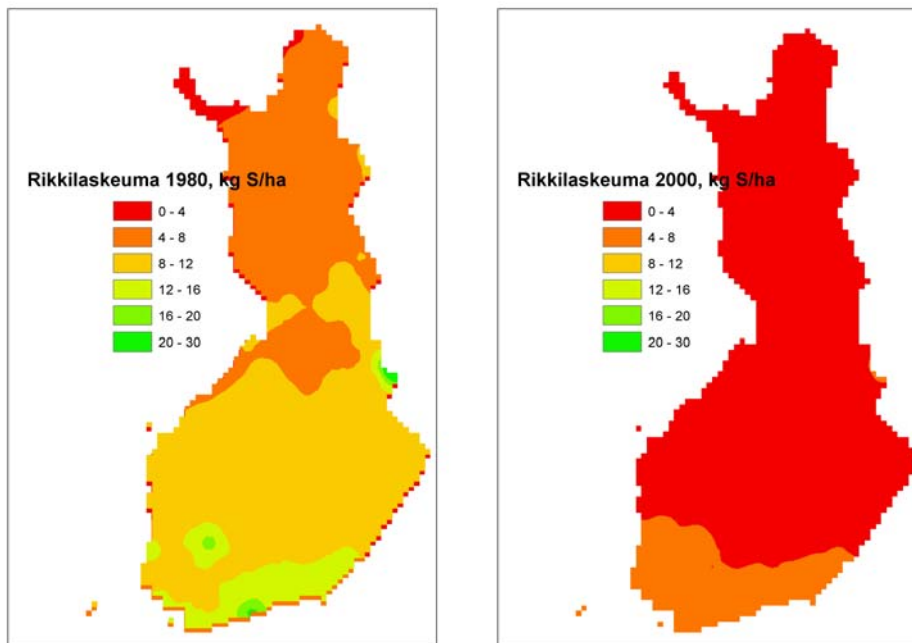 Rikkilaskeuma 1980, kg S/ha
0 - 4
4 - 8
8 - 12
12 - 16
16 - 20
20 - 30
Rikkilaskeuma 2000, kg S/ha
0 - 4
4 - 8
8 - 12
12 - 16
16 - 20
20 - 30